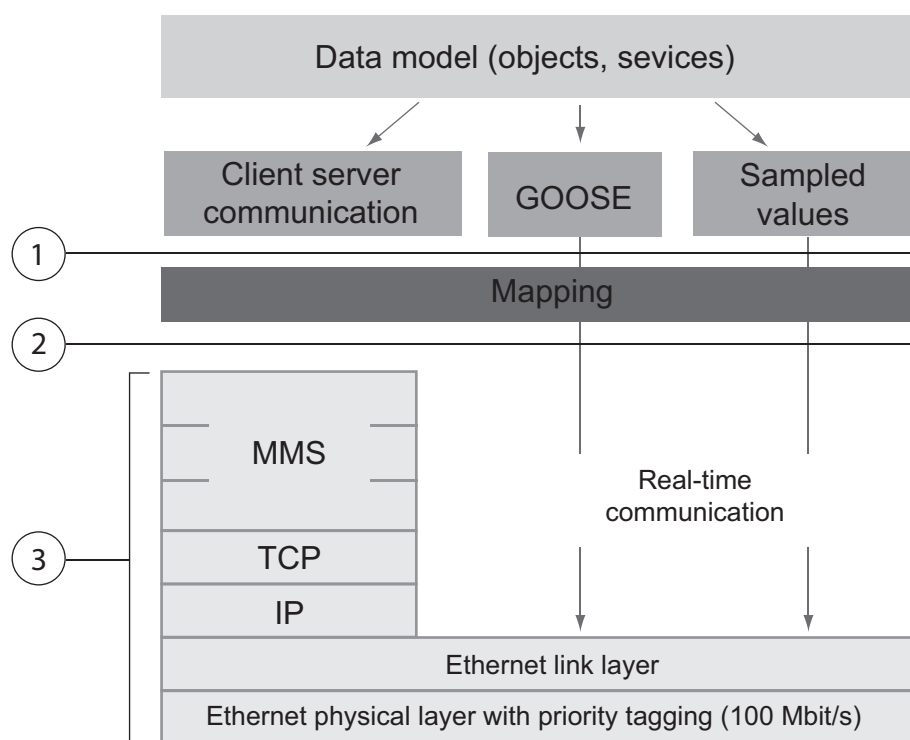 Data model (objects, sevices)
Client server
communication
GOOSE
Sampled
values
1
Mapping
2
MMS
Real-time
communication
3
TCP
IP
Ethernet link layer
Ethernet physical layer with priority tagging (100 Mbit/s)